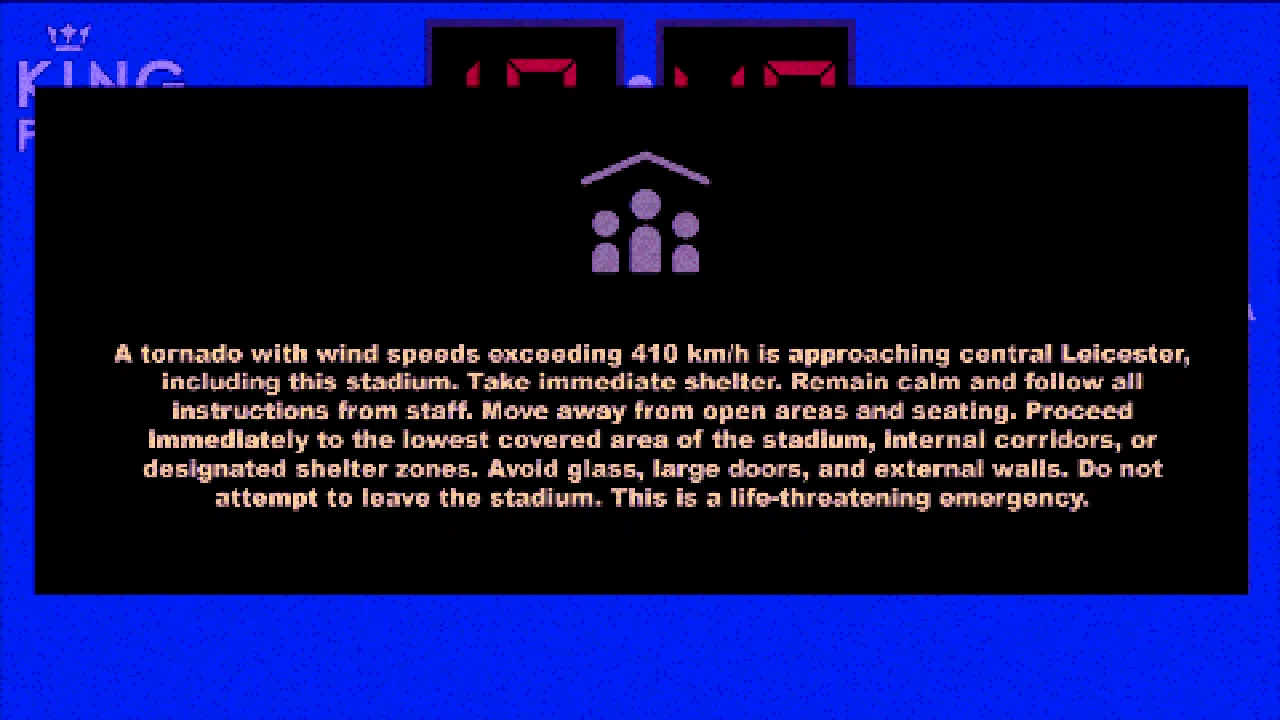 KING
A tornado with wind speeds exceeding 410 km/h is approaching central Leicester,
including this stadium. Take immediate shelter. Remain calm and follow all
instructions from staff. Move away from open areas and seating. Proceed
immediately to the lowest covered area of the stadium, internal corridors, or
designated shelter zones. Avoid glass, large doors, and external walls. Do not
attempt to leave the stadium. This is a life-threatening emergency.